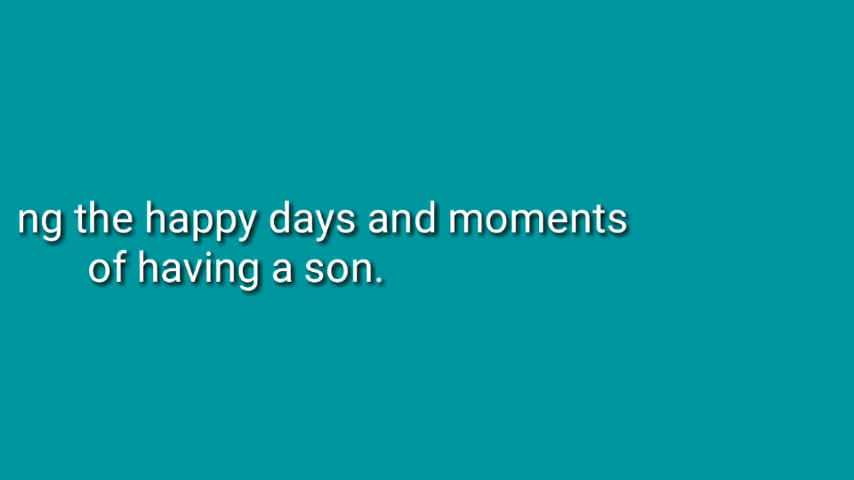 ng the happy days and moments
of having a son.